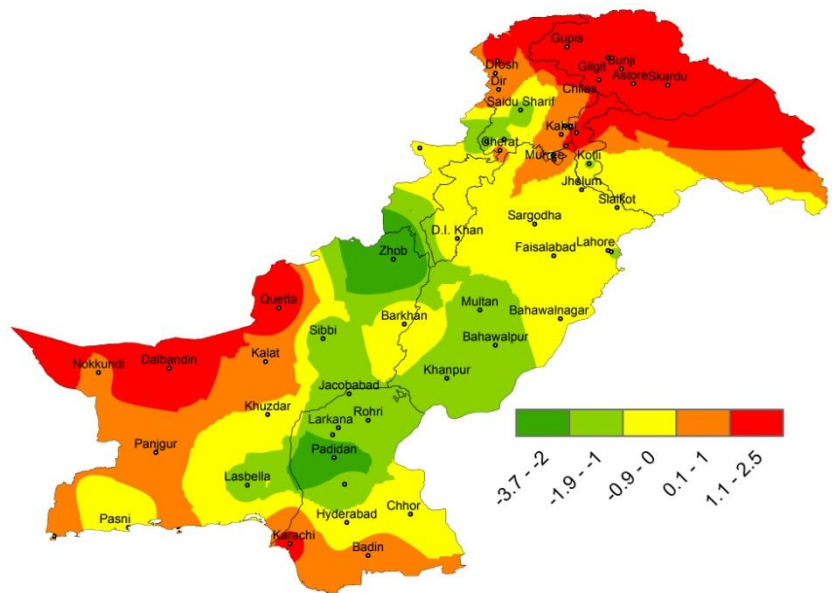 Gupis
Drosh
Bunji
Gilgit
Dir
Astore
Skardu
Chilas
Saidu Sharif
Kakul
Cherat
Murree
Kotli
Jhelum
Sialkot
Sargodha
D.I. Khan
Lahore
Faisalabad
Zhob
Quetta
Multan
Barkhan
Bahawalnagar
Sibbi
Bahawalpur
Dalbandin
Kalat
Nokkundi
Khanpur
Jacobabad
Khuzdar
Rohri
Larkana
Panjgur
Padidan
Lasbella
Chhor
Pasni
Hyderabad
Karachi
Badin
-3.7 - -2
-1.9 - -1
-0.9 - 0
0.1 - 1
1.1 - 2.5